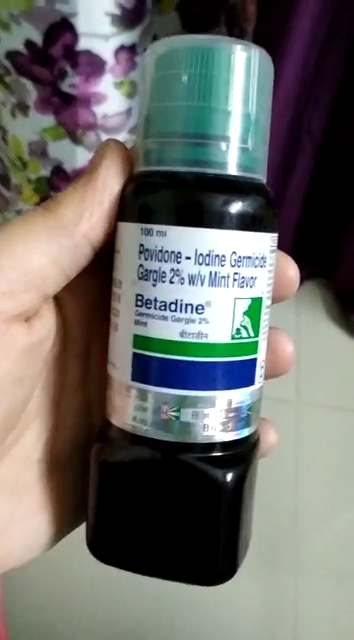 100 ml
Povidone – Iodine Germicide
Gargle 2% w/v Mint Flavor
Betadine®
Germicide Gargle 2%
Mint
बीटाडीन